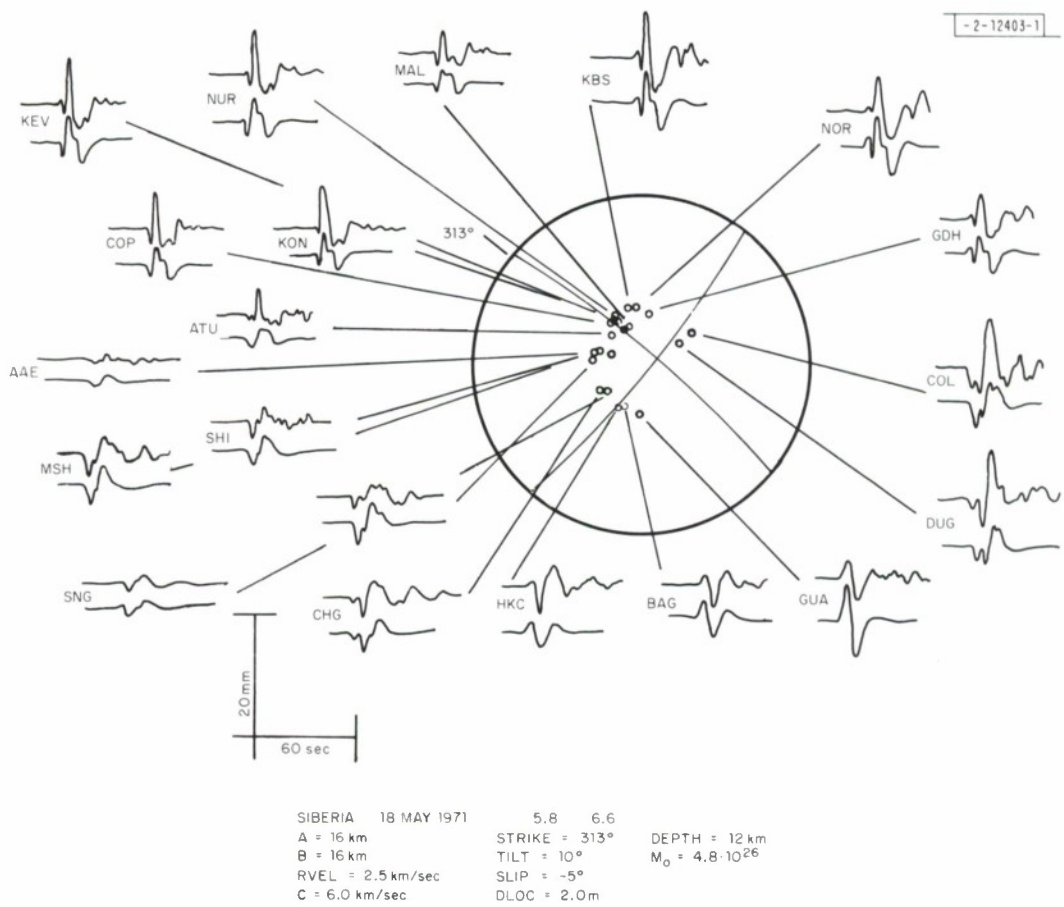 -2-12403-1
MAL
KBS
NUR
KEV
NOR
COP
KON
313°
GDH
ATU
AAE
COL
SHI
MSH
DUG
SNG
CHG
HKC
BAG
GUA
20mm
60 sec
SIBERIA 18 MAY 1971 5.8 6.6
A = 16 km STRIKE = 313° DEPTH = 12 km
B = 16 km TILT = 10° M₀ = 4.8·10²⁶
RVEL = 2.5 km/sec SLIP = -5°
C = 6.0 km/sec DLOC = 2.0 m